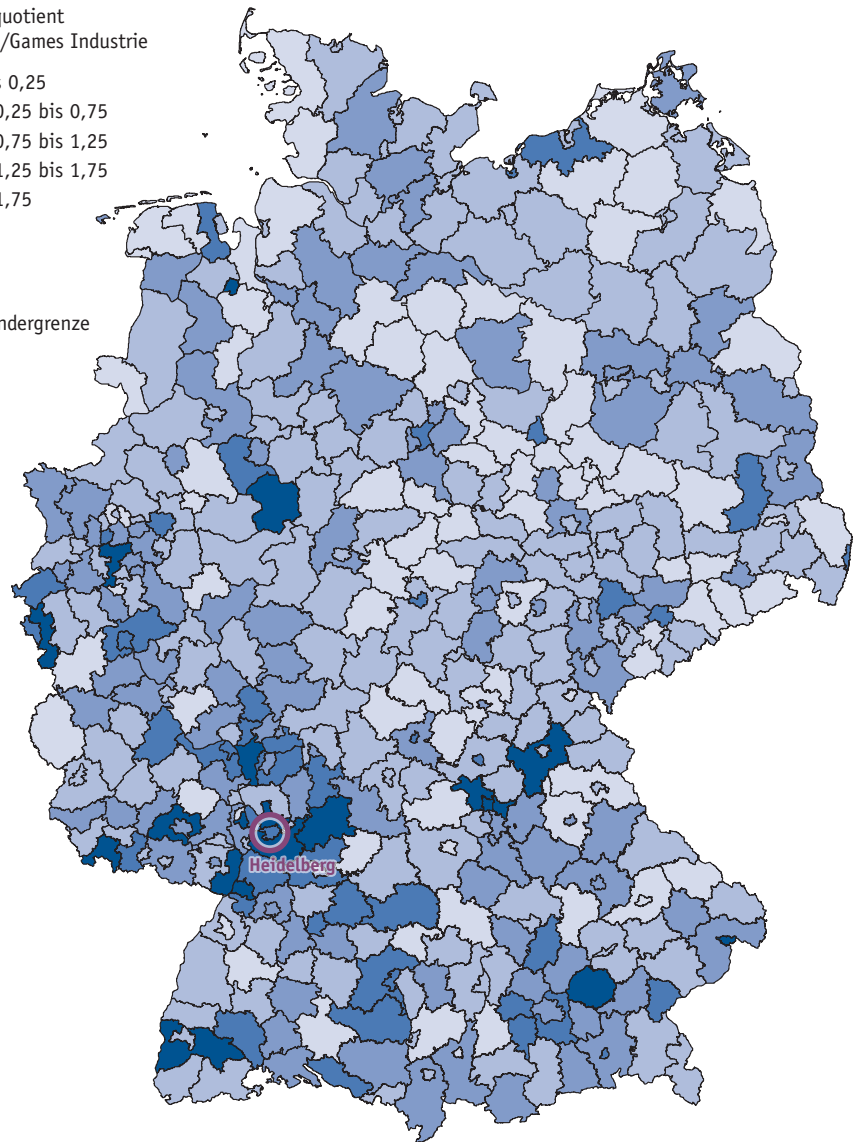 quotient
/Games Industrie
0,25
0,25 bis 0,75
0,75 bis 1,25
1,25 bis 1,75
1,75
ndergrenze
Heidelberg